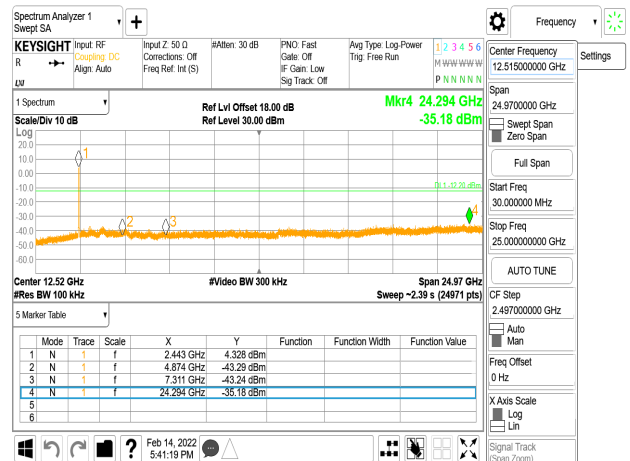 Spectrum Analyzer 1
Swept SA
Frequency
KEYSIGHT
R
LXI
Input: RF
Coupling: DC
Align: Auto
Input Z: 50 Ω
Corrections: Off
Freq Ref: Int (S)
#Atten: 30 dB
PNO: Fast
Gate: Off
IF Gain: Low
Sig Track: Off
Avg Type: Log-Power
Trig: Free Run
1 2 3 4 5 6
M W W W W W
P N N N N N
1 Spectrum
Scale/Div 10 dB
Ref Lvl Offset 18.00 dB
Ref Level 30.00 dBm
Mkr4 24.294 GHz
-35.18 dBm
Log
20.0
10.0
0.00
-10.0
-20.0
-30.0
-40.0
-50.0
-60.0
1
2
3
4
DL1 -12.20 dBm
Center 12.52 GHz
#Res BW 100 kHz
#Video BW 300 kHz
Span 24.97 GHz
Sweep ~2.39 s (24971 pts)
5 Marker Table
Mode Trace Scale X Y Function Function Width Function Value
1 N 1 f 2.443 GHz 4.328 dBm
2 N 1 f 4.874 GHz -43.29 dBm
3 N 1 f 7.311 GHz -43.24 dBm
4 N 1 f 24.294 GHz -35.18 dBm
5
6
?
Feb 14, 2022
5:41:19 PM
Center Frequency
12.515000000 GHz
Settings
Span
24.9700000 GHz
Swept Span
Zero Span
Full Span
Start Freq
30.000000 MHz
Stop Freq
25.000000000 GHz
AUTO TUNE
CF Step
2.497000000 GHz
Auto
Man
Freq Offset
0 Hz
X Axis Scale
Log
Lin
Signal Track
(Span Zoom)